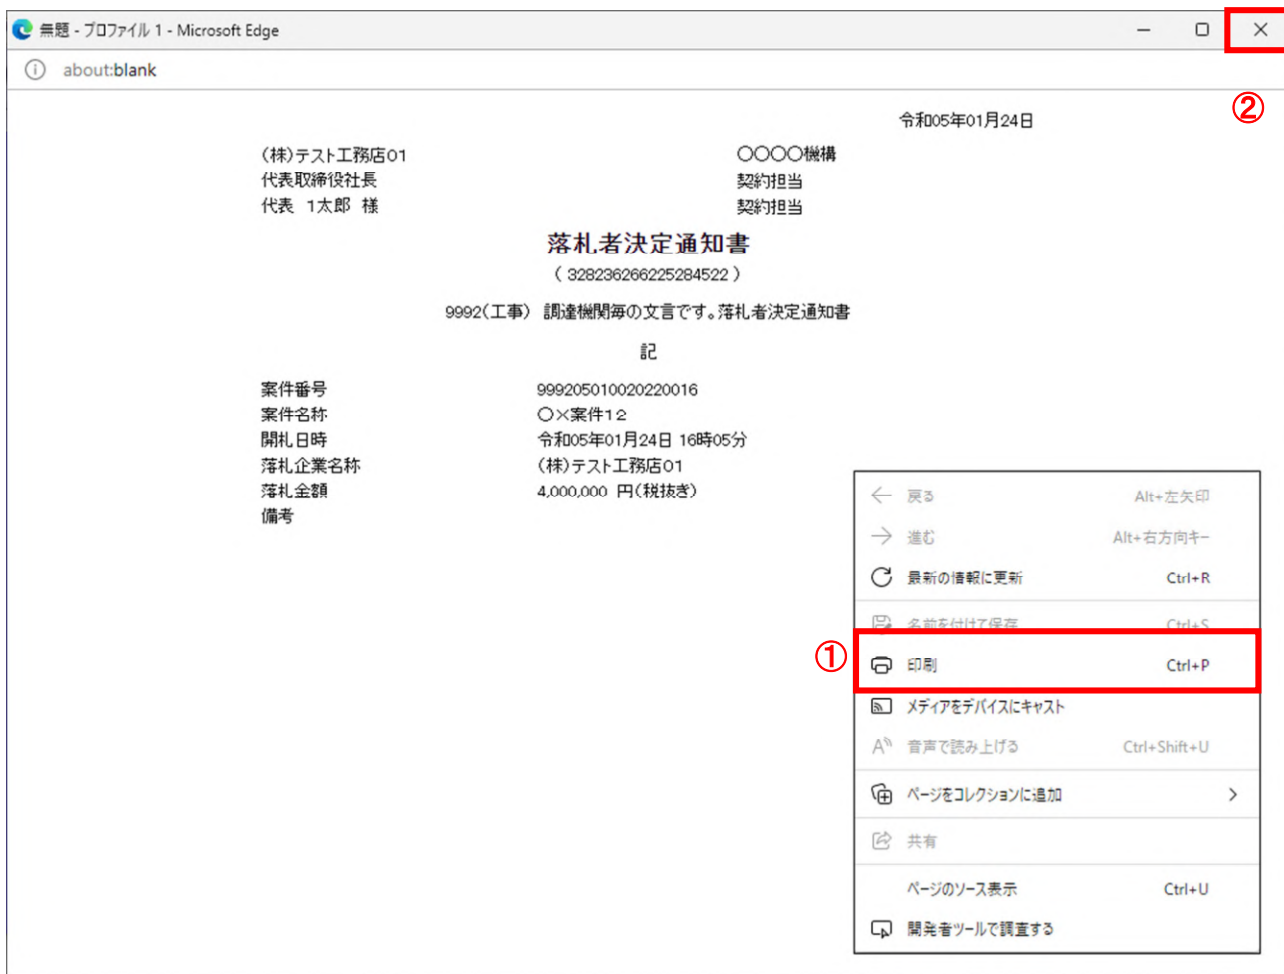 無題 - プロファイル 1 - Microsoft Edge
about:blank
②
令和05年01月24日
(株)テスト工務店01
○○○○機構
代表取締役社長
契約担当
代表 1太郎 様
契約担当
落札者決定通知書
( 328236266225284522 )
9992(工事) 調達機関毎の文言です。落札者決定通知書
記
案件番号 999205010020220016
案件名称 ○×案件12
開札日時 令和05年01月24日 16時05分
落札企業名称 (株)テスト工務店01
落札金額 4,000,000 円(税抜き)
備考
戻る Alt+左矢印
進む Alt+右方向キー
最新の情報に更新 Ctrl+R
名前を付けて保存 Ctrl+S
①
印刷 Ctrl+P
メディアをデバイスにキャスト
音声で読み上げる Ctrl+Shift+U
ページをコレクションに追加
共有
ページのソース表示 Ctrl+U
開発者ツールで調査する